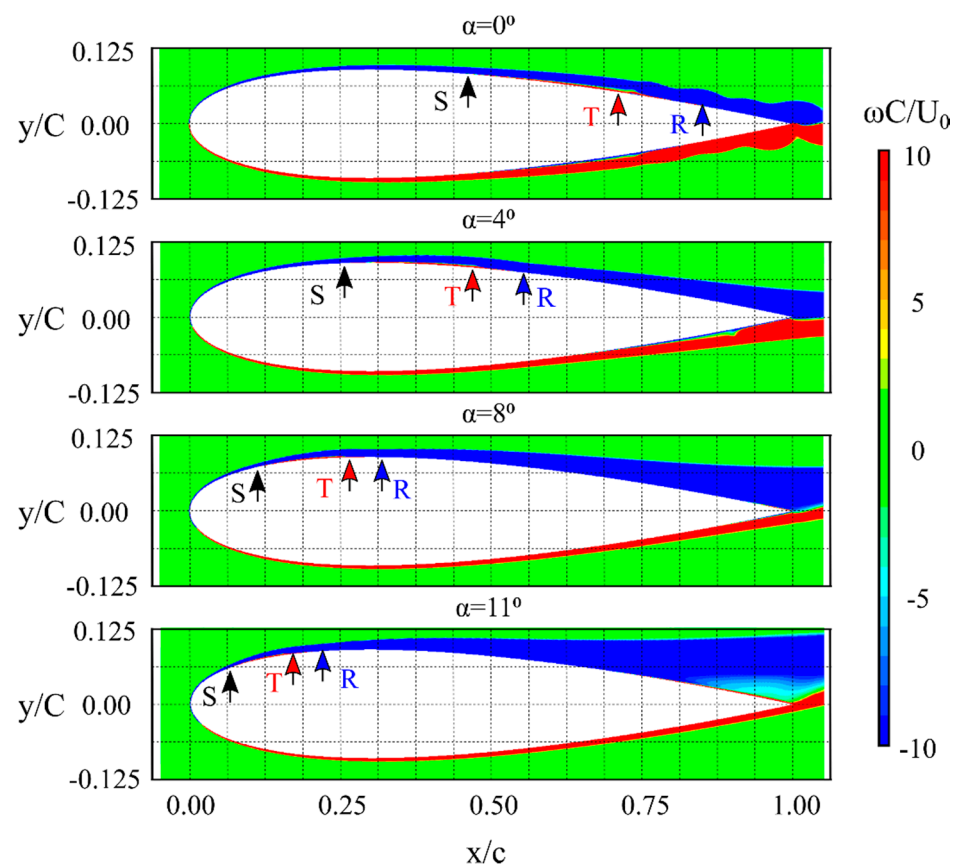 α=0º
0.125
y/C 0.00
-0.125
S
T
R
α=4º
0.125
y/C 0.00
-0.125
S
T
R
α=8º
0.125
y/C 0.00
-0.125
S
T
R
α=11º
0.125
y/C 0.00
-0.125
S
T
R
0.00 0.25 0.50 0.75 1.00
x/c
ωC/U₀
10
5
0
-5
-10